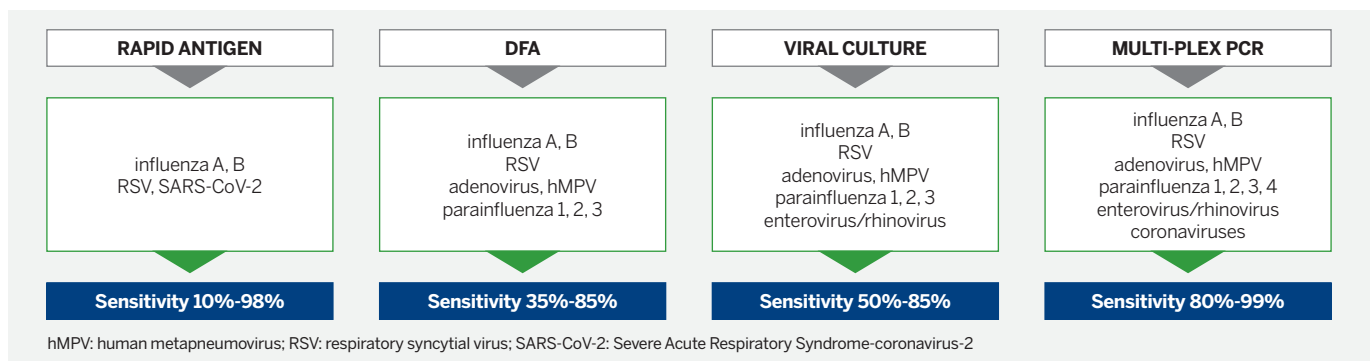 RAPID ANTIGEN
influenza A, B
RSV, SARS-CoV-2
Sensitivity 10%-98%
DFA
influenza A, B
RSV
adenovirus, hMPV
parainfluenza 1, 2, 3
Sensitivity 35%-85%
VIRAL CULTURE
influenza A, B
RSV
adenovirus, hMPV
parainfluenza 1, 2, 3
enterovirus/rhinovirus
Sensitivity 50%-85%
MULTI-PLEX PCR
influenza A, B
RSV
adenovirus, hMPV
parainfluenza 1, 2, 3, 4
enterovirus/rhinovirus
coronaviruses
Sensitivity 80%-99%
hMPV: human metapneumovirus; RSV: respiratory syncytial virus; SARS-CoV-2: Severe Acute Respiratory Syndrome-coronavirus-2